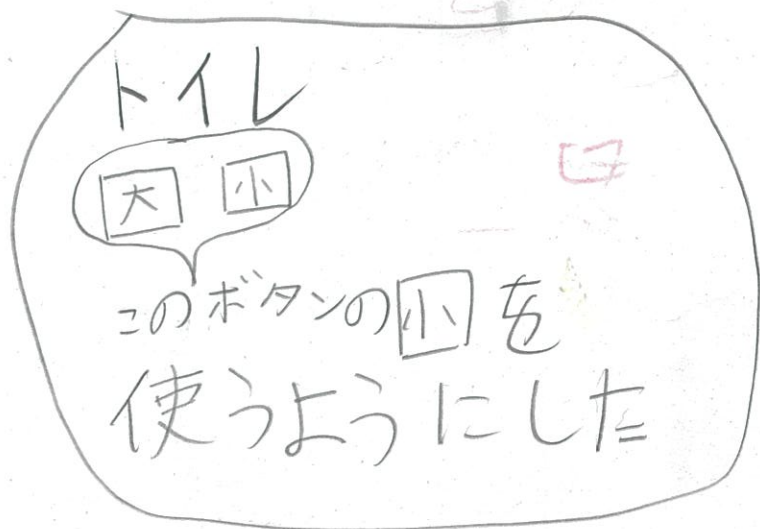 トイレ
大 小
このボタンの小を
使うようにした